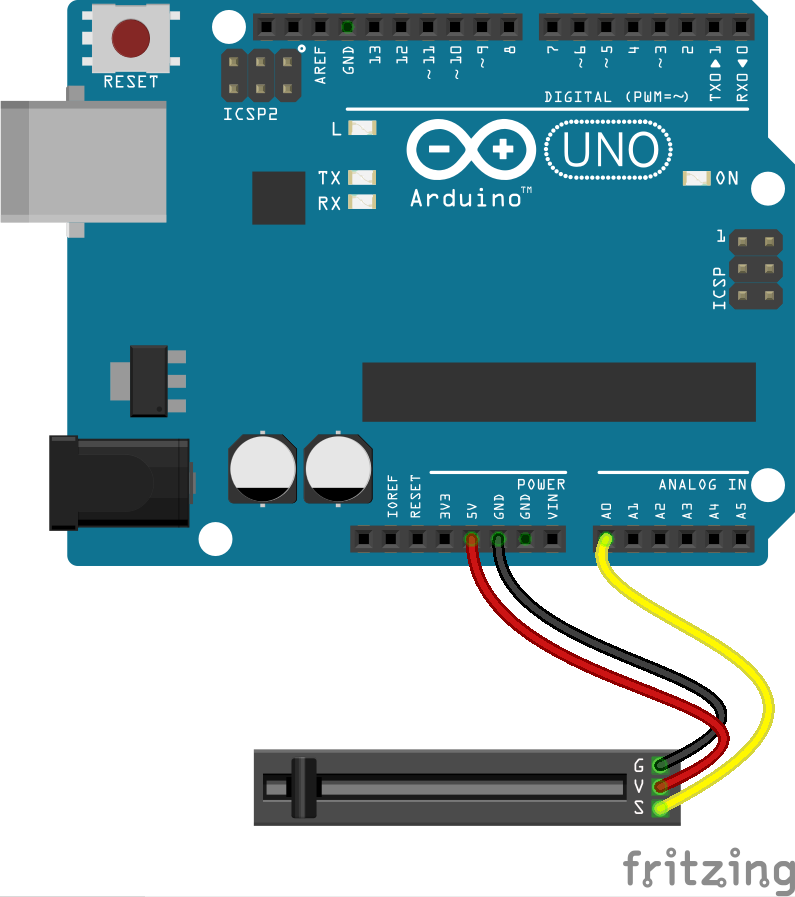 RESET
ICSP2
AREF
GND
13
12
~11
~10
~9
8
7
~6
~5
4
~3
2
TX0▶1
RX0◀0
DIGITAL (PWM=~)
L
TX
RX
Arduino™
UNO
ON
1
ICSP
IOREF
RESET
3V3
5V
GND
GND
VIN
POWER
A0
A1
A2
A3
A4
A5
ANALOG IN
G
V
S
fritzing